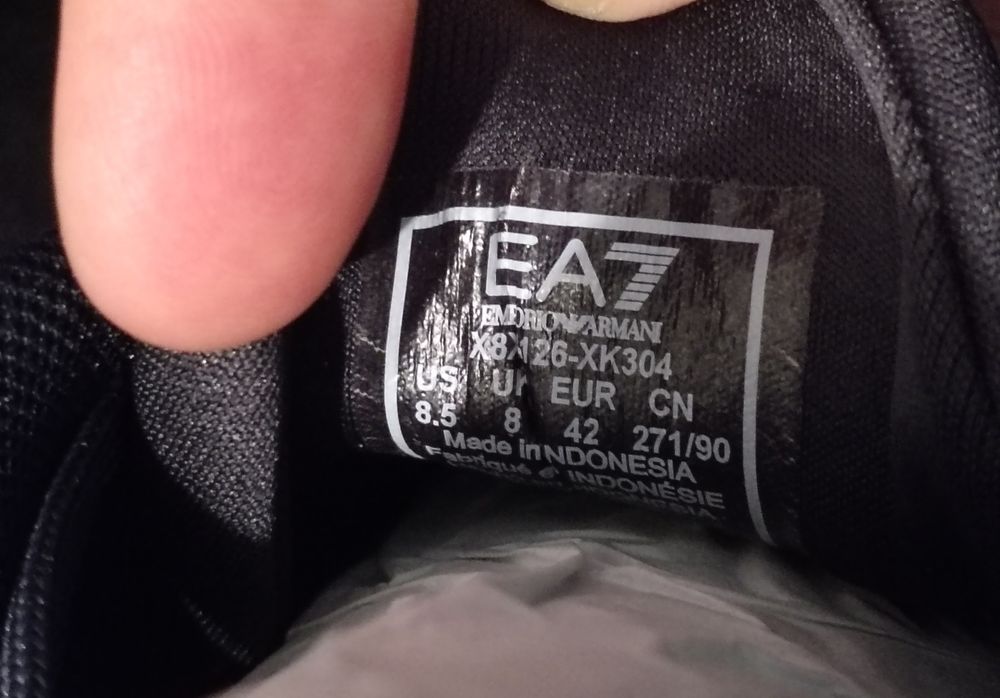 EA7
EMPORIO ARMANI
X8X126-XK304
US UK EUR CN
8.5 8 42 271/90
Made in INDONESIA
Fabriqué INDONÉSIE